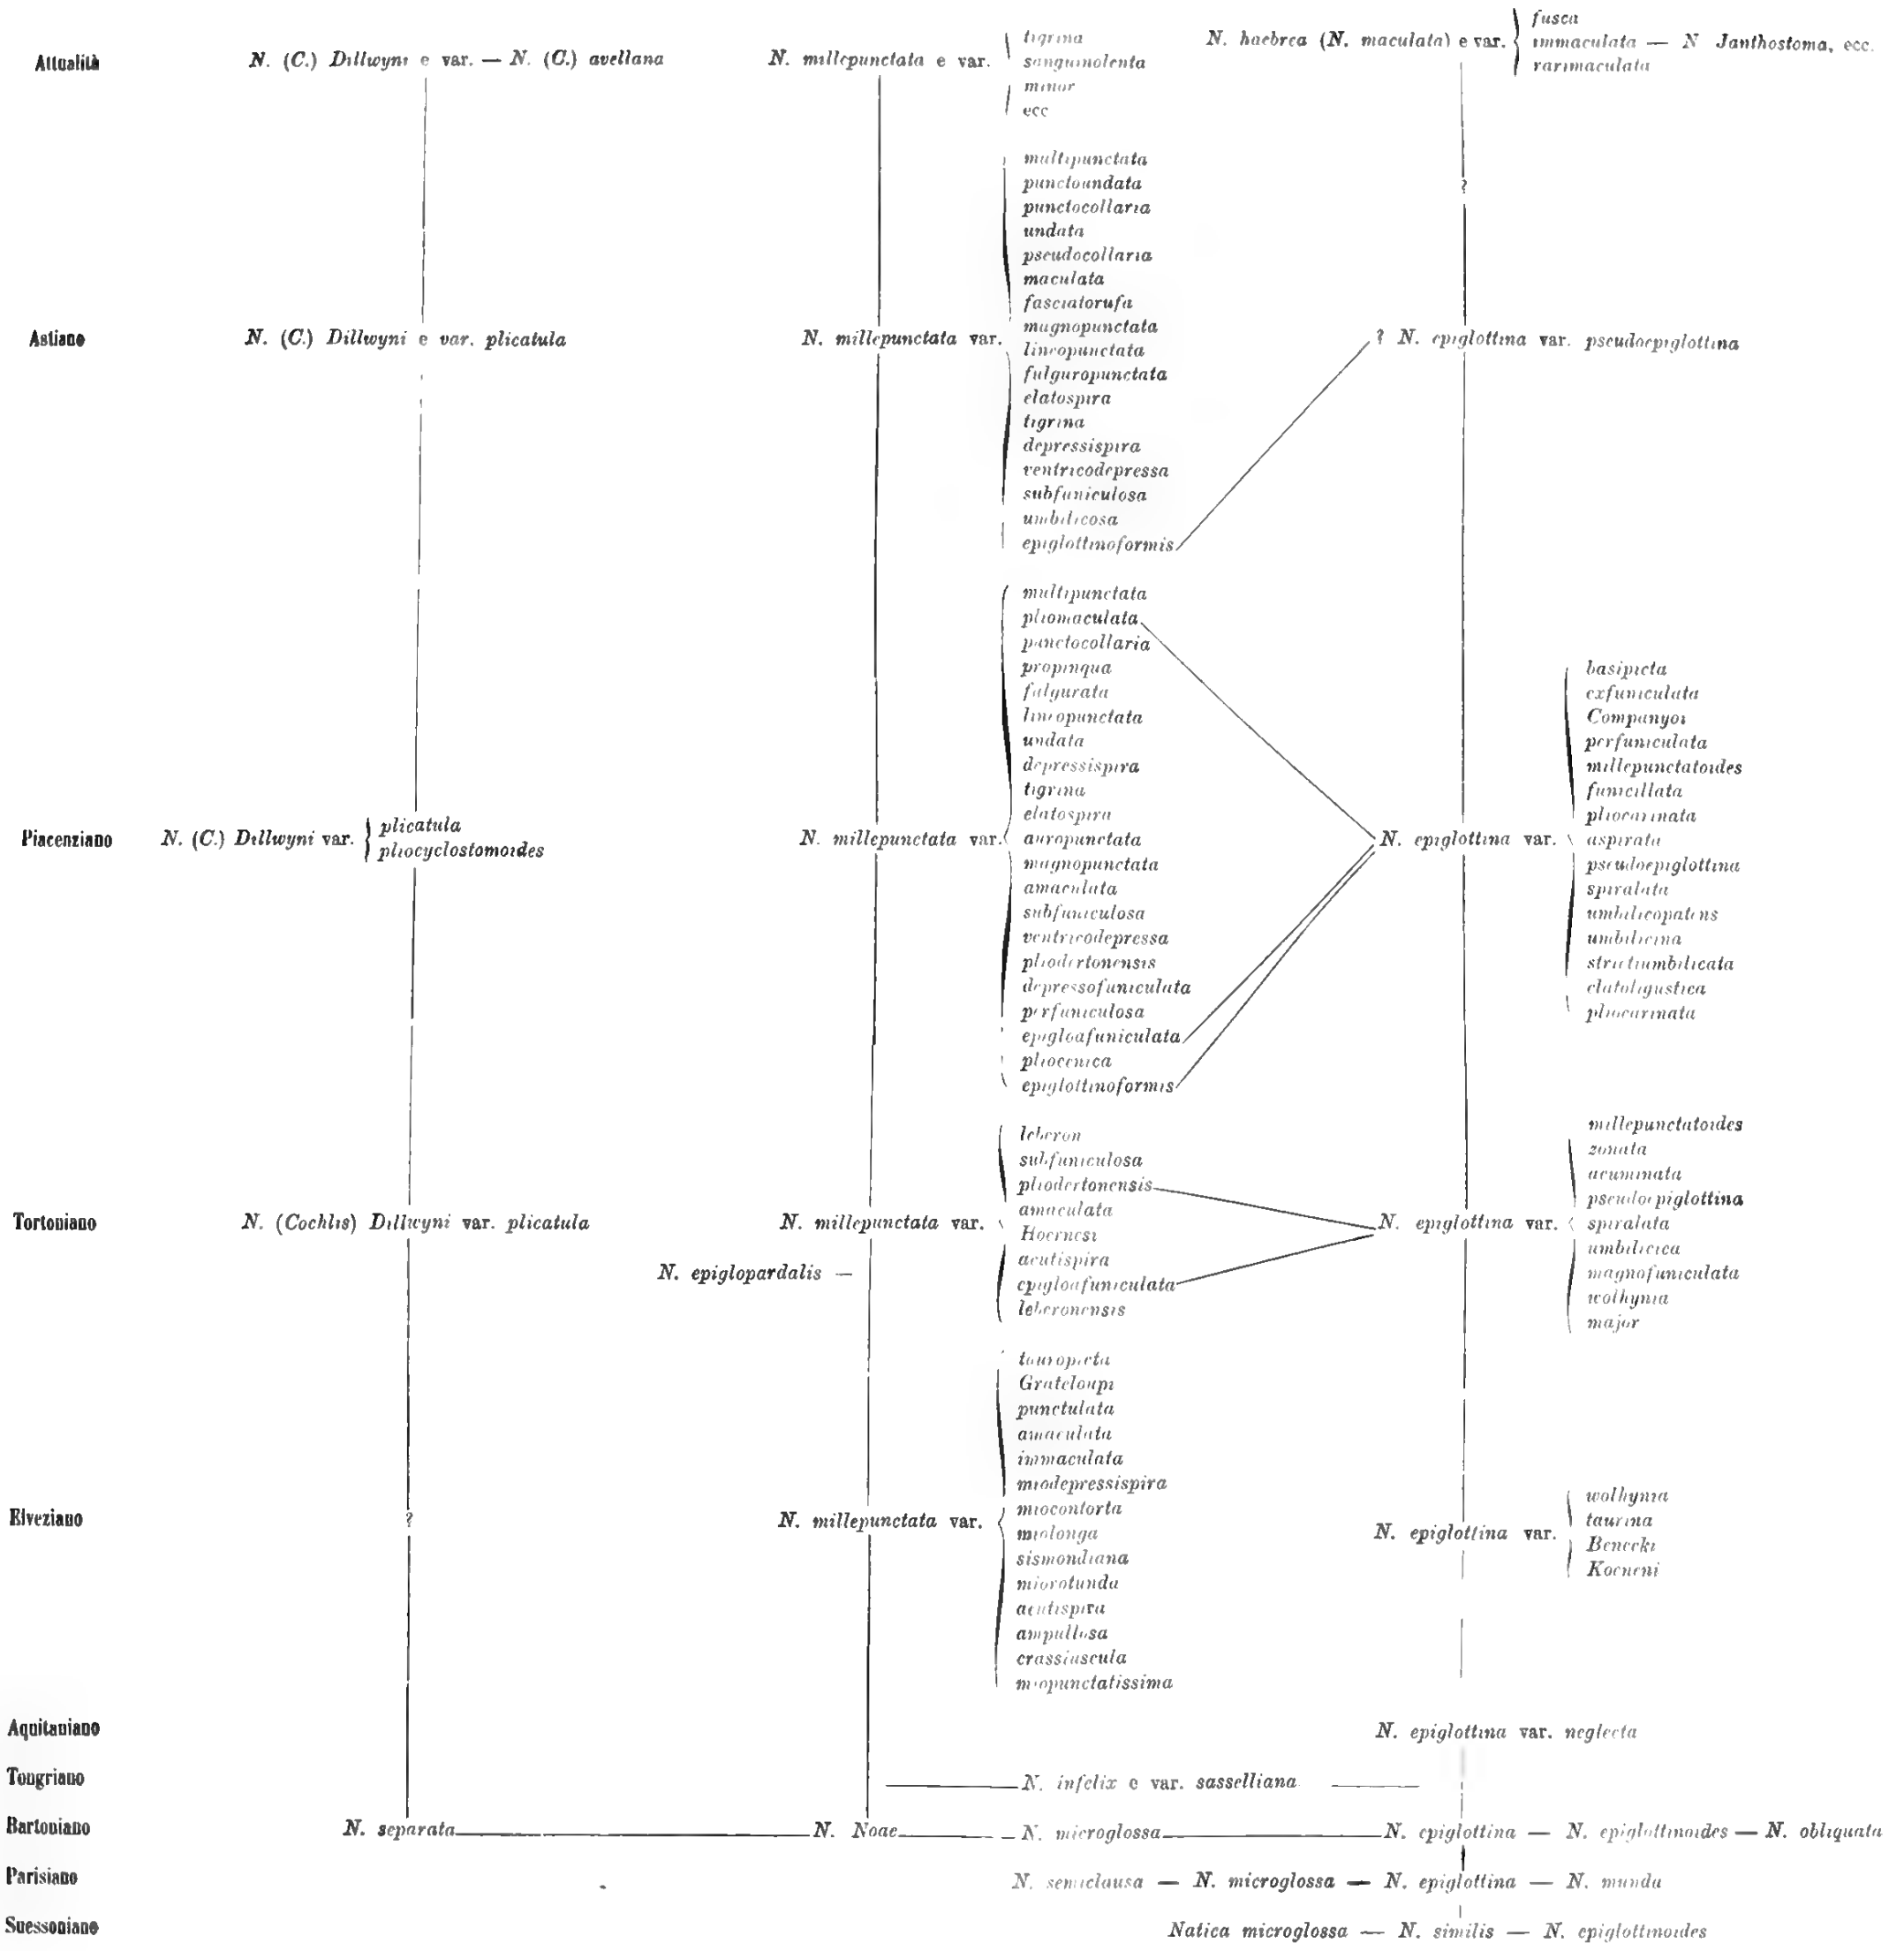 fusca
Attualità N. (C.) Dillwyni e var. — N. (C.) avellana N. millepunctata e var. tigrina N. haebrea (N. maculata) e var. immaculata — N Janthostoma, ecc.
sanguinolenta rarimaculata
minor
ecc
multipunctata
punctoundata ?
punctocollaria
undata
pseudocollaria
maculata
fasciatorufa
magnopunctata
Astiano N. (C.) Dillwyni e var. plicatula N. millepunctata var. ? N. epiglottina var. pseudoepiglottina
lineopunctata
fulguropunctata
elatospira
tigrina
depressispira
ventricodepressa
subfuniculosa
umbilicosa
epiglottinoformis
multipunctata
pliomaculata
punctocollaria
propinqua basipicta
fulgurata exfuniculata
lineopunctata Companyoi
undata perfuniculata
depressispira millepunctatoides
tigrina funicillata
elatospira pliocarinata
Piacenziano N. (C.) Dillwyni var. plicatula pliocyclostomoides N. millepunctata var. auropunctata N. epiglottina var. aspirata
magnopunctata pseudoepiglottina
amaculata spiralata
subfuniculosa umbilicopatens
ventricodepressa umbilicina
pliodertonensis strictiumbilicata
depressofuniculata elatoligustica
perfuniculosa pliocarinata
epigloafuniculata
pliocenica
epiglottinoformis
leberon millepunctatoides
subfuniculosa zonata
pliodertonensis acuminata
amaculata pseudoepiglottina
Tortoniano N. (Cochlis) Dillwyni var. plicatula N. millepunctata var. Hoernesi N. epiglottina var. spiralata
acutispira umbilicica
N. epiglopardalis — epigloafuniculata magnofuniculata
leberonensis wolhynia
major
tauropicta
Grateloupi
punctulata
amaculata
immaculata
miodepressispira
miocontorta wolhynia
Elveziano ? N. millepunctata var. miolonga N. epiglottina var. taurina
sismondiana Benecki
miorotunda Koeneni
acutispira
ampullosa
crassiuscula
miopunctatissima
Aquitaniano N. epiglottina var. neglecta
Tongriano N. infelix e var. sasselliana
Bartoniano N. separata N. Noae N. microglossa N. epiglottina — N. epiglottinoides — N. obliquata
Parisiano N. semiclausa — N. microglossa — N. epiglottina — N. munda
Suessoniano Natica microglossa — N. similis — N. epiglottinoides